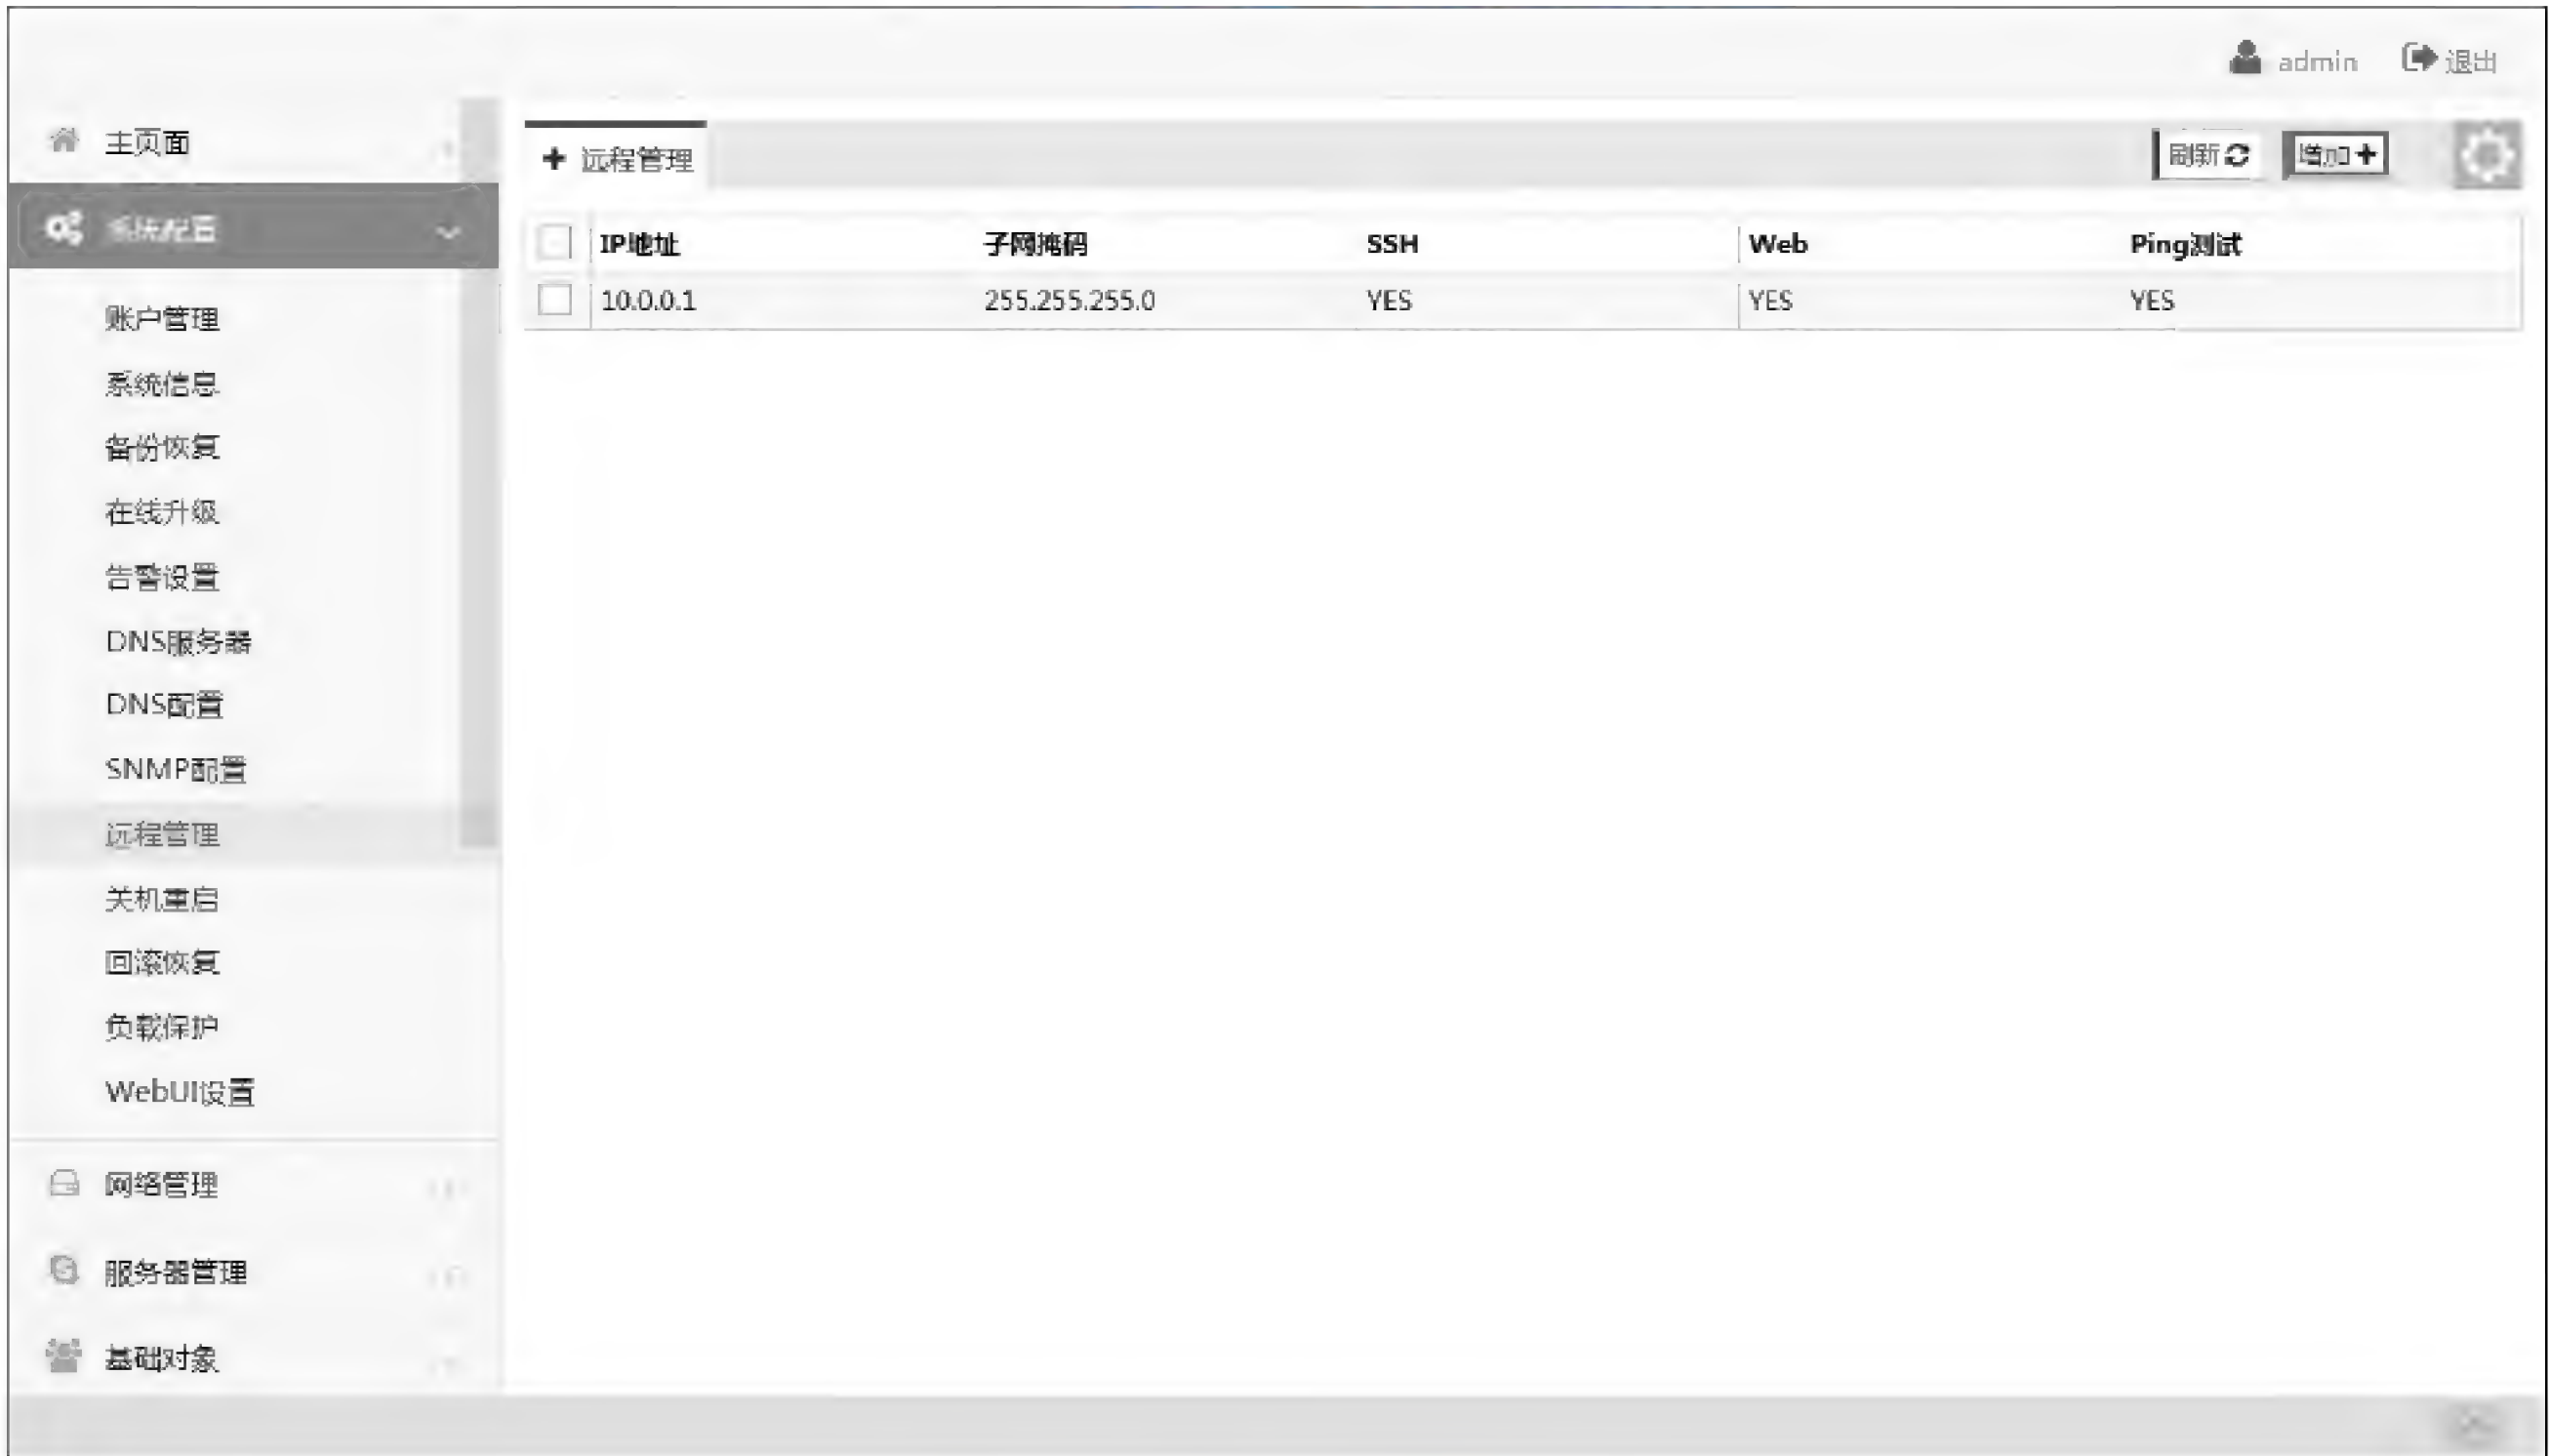 admin 退出
主页面
+ 远程管理 刷新 增加+
系统配置
IP地址 子网掩码 SSH Web Ping测试
10.0.0.1 255.255.255.0 YES YES YES
账户管理
系统信息
备份恢复
在线升级
告警设置
DNS服务器
DNS配置
SNMP配置
远程管理
关机重启
回滚恢复
负载保护
WebUI设置
网络管理
服务器管理
基础对象